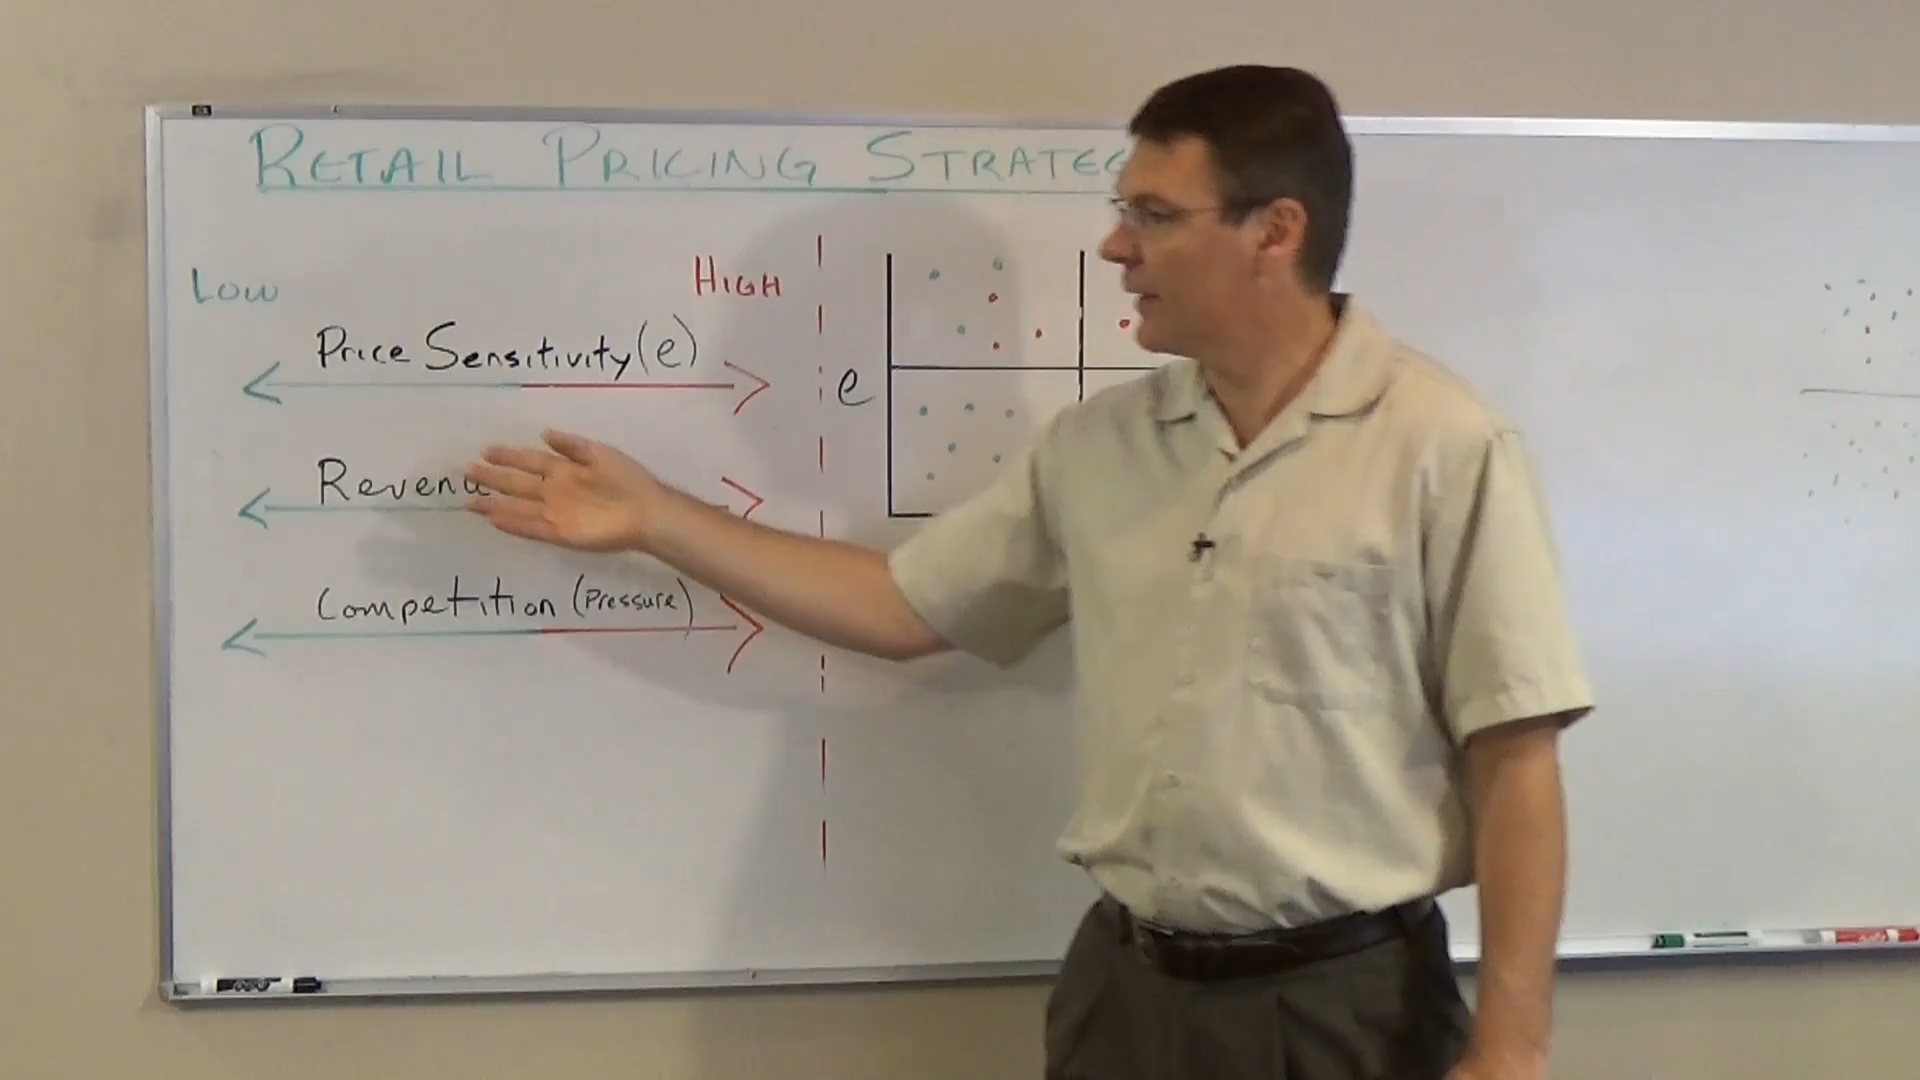 RETAIL PRICING STRATEG
LOW HIGH
Price Sensitivity (e)
e
Revenu
Competition (Pressure)